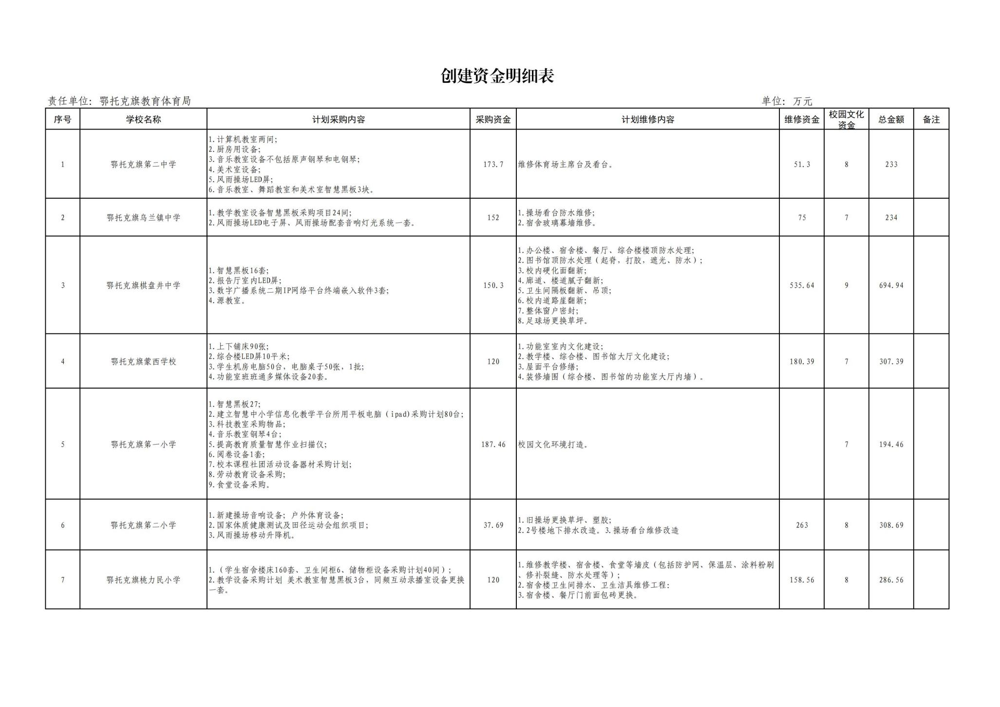 创建资金明细表
责任单位：鄂托克旗教育体育局
单位：万元
序号 学校名称 计划采购内容 采购资金 计划维修内容 维修资金 校园文化资金 总金额 备注
1 鄂托克旗第二中学
1.计算机教室两间；
2.厨房用设备；
3.音乐教室设备不包括原声钢琴和电钢琴；
4.美术室设备；
5.风雨操场LED屏；
6.音乐教室、舞蹈教室和美术室智慧黑板3块。
173.7
维修体育场主席台及看台。
51.3 8 233
2 鄂托克旗乌兰镇中学
1.教学教室设备智慧黑板采购项目24间；
2.风雨操场LED电子屏、风雨操场配套音响灯光系统一套。
152
1.操场看台防水维修；
2.宿舍玻璃幕墙维修。
75 7 234
3 鄂托克旗棋盘井中学
1.智慧黑板16套；
2.报告厅室内LED屏；
3.数字广播系统二期IP网络平台终端嵌入软件3套；
4.源教室。
150.3
1.办公楼、宿舍楼、餐厅、综合楼楼顶防水处理；
2.图书馆顶防水处理（起脊，打胶，遮光、防水）；
3.校内硬化面翻新；
4.廊道、楼道腻子翻新；
5.卫生间隔板翻新、吊顶；
6.校内道路崖翻新；
7.整体窗户密封；
8.足球场更换草坪。
535.64 9 694.94
4 鄂托克旗蒙西学校
1.上下铺床90张；
2.综合楼LED屏10平米；
3.学生机房电脑50台，电脑桌子50张，1批；
4.功能室班班通多媒体设备20套。
120
1.功能室室内文化建设；
2.教学楼、综合楼、图书馆大厅文化建设；
3.屋面平台修缮；
4.装修墙围（综合楼、图书馆的功能室大厅内墙）。
180.39 7 307.39
5 鄂托克旗第一小学
1.智慧黑板27；
2.建立智慧中小学信息化教学平台所用平板电脑（ipad)采购计划80台；
3.科技教室采购物品；
4.音乐教室钢琴4台；
5.提高教育质量智慧作业扫描仪；
6.阅卷设备1套；
7.校本课程社团活动设备器材采购计划；
8.劳动教育设备采购；
9.食堂设备采购。
187.46
校园文化环境打造。
7 194.46
6 鄂托克旗第二小学
1.新建操场音响设备；户外体育设备；
2.国家体质健康测试及田径运动会组织项目；
3.风雨操场移动升降机。
37.69
1.旧操场更换草坪、塑胶；
2.2号楼地下排水改造。3.操场看台维修改造
263 8 308.69
7 鄂托克旗桃力民小学
1.（学生宿舍楼床160套、卫生间柜6、储物柜设备采购计划40间）；
2.教学设备采购计划 美术教室智慧黑板3台，同频互动录播室设备更换
一套。
120
1.维修教学楼、宿舍楼、食堂等墙皮（包括防护网、保温层、涂料粉刷
、修补裂缝、防水处理等）；
2.宿舍楼卫生间排水、卫生洁具维修工程：
3.宿舍楼、餐厅门前面包砖更换。
158.56 8 286.56